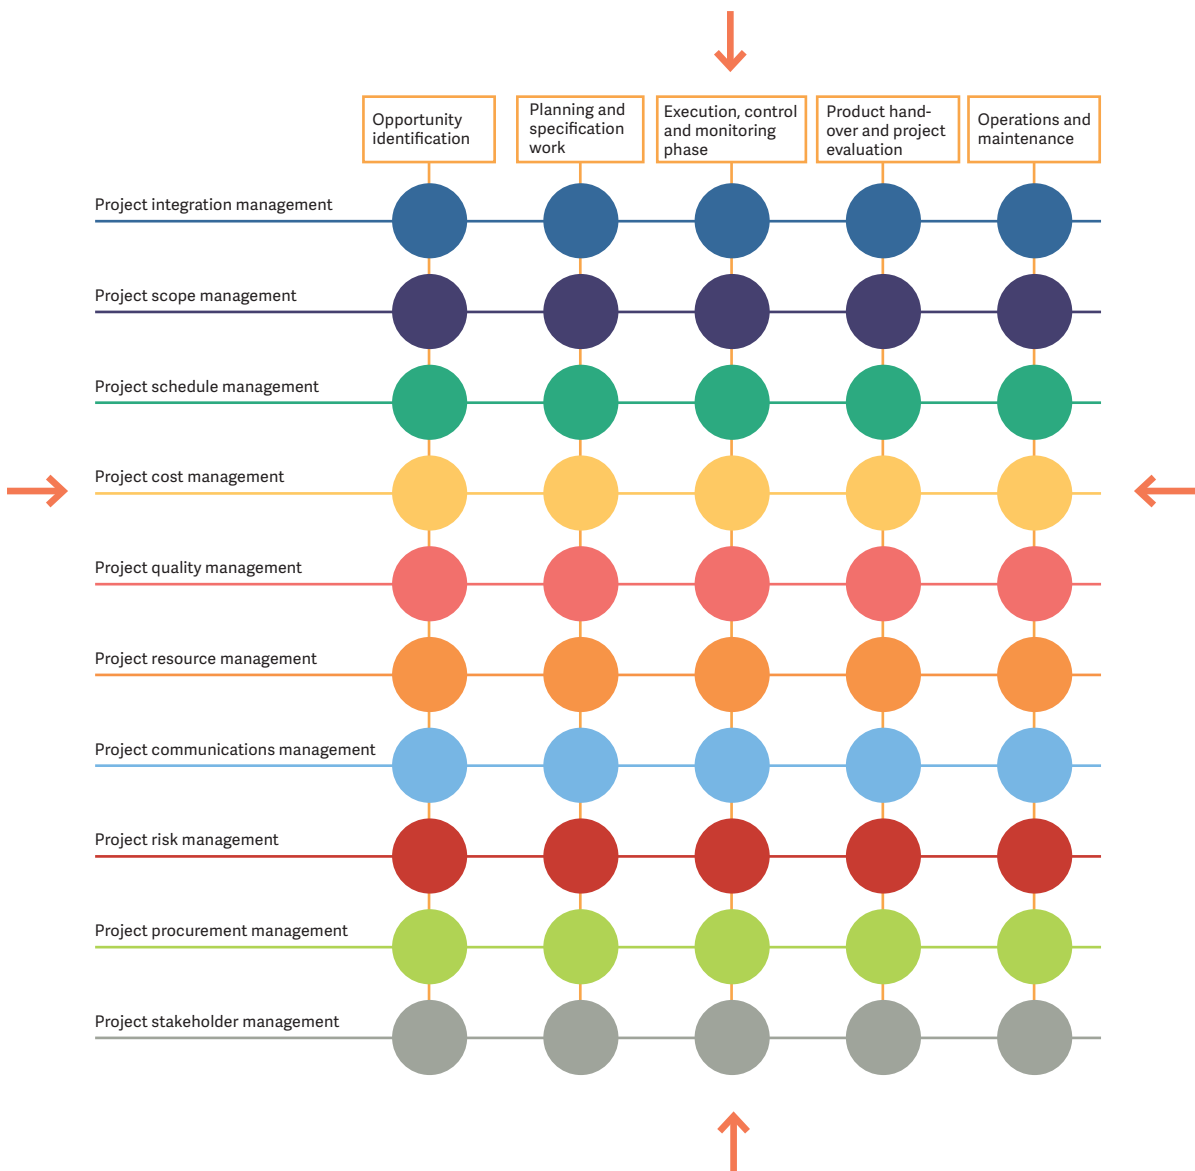 Opportunity
identification
Planning and
specification
work
Execution, control
and monitoring
phase
Product hand-
over and project
evaluation
Operations and
maintenance
Project integration management
Project scope management
Project schedule management
Project cost management
Project quality management
Project resource management
Project communications management
Project risk management
Project procurement management
Project stakeholder management